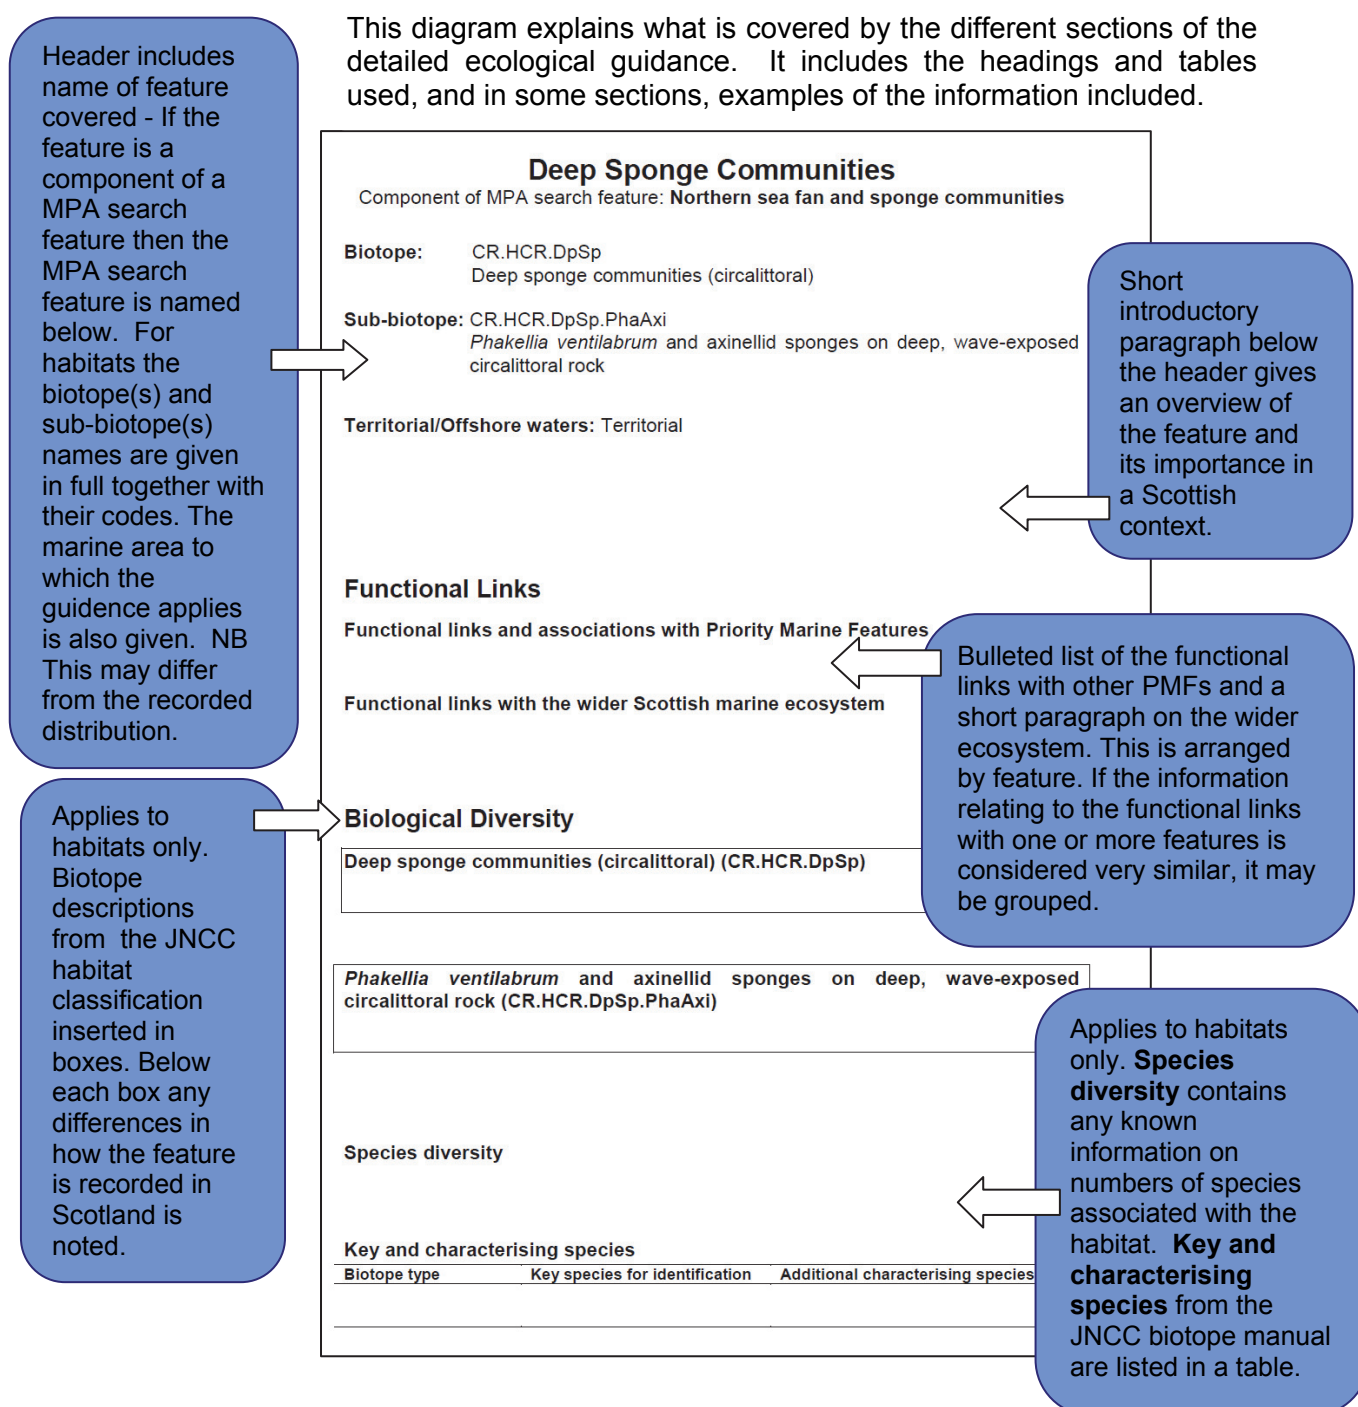 This diagram explains what is covered by the different sections of the
detailed ecological guidance. It includes the headings and tables
used, and in some sections, examples of the information included.
Header includes
name of feature
covered - If the
feature is a
component of a
MPA search
feature then the
MPA search
feature is named
below. For
habitats the
biotope(s) and
sub-biotope(s)
names are given
in full together with
their codes. The
marine area to
which the
guidence applies
is also given. NB
This may differ
from the recorded
distribution.
Deep Sponge Communities
Component of MPA search feature: Northern sea fan and sponge communities
Biotope: CR.HCR.DpSp
Deep sponge communities (circalittoral)
Sub-biotope: CR.HCR.DpSp.PhaAxi
Phakellia ventilabrum and axinellid sponges on deep, wave-exposed
circalittoral rock
Territorial/Offshore waters: Territorial
Short
introductory
paragraph below
the header gives
an overview of
the feature and
its importance in
a Scottish
context.
Functional Links
Functional links and associations with Priority Marine Features
Functional links with the wider Scottish marine ecosystem
Bulleted list of the functional
links with other PMFs and a
short paragraph on the wider
ecosystem. This is arranged
by feature. If the information
relating to the functional links
with one or more features is
considered very similar, it may
be grouped.
Applies to
habitats only.
Biotope
descriptions
from the JNCC
habitat
classification
inserted in
boxes. Below
each box any
differences in
how the feature
is recorded in
Scotland is
noted.
Biological Diversity
Deep sponge communities (circalittoral) (CR.HCR.DpSp)
Phakellia ventilabrum and axinellid sponges on deep, wave-exposed
circalittoral rock (CR.HCR.DpSp.PhaAxi)
Species diversity
Key and characterising species
Biotope type Key species for identification Additional characterising species
Applies to habitats
only. Species
diversity contains
any known
information on
numbers of species
associated with the
habitat. Key and
characterising
species from the
JNCC biotope manual
are listed in a table.